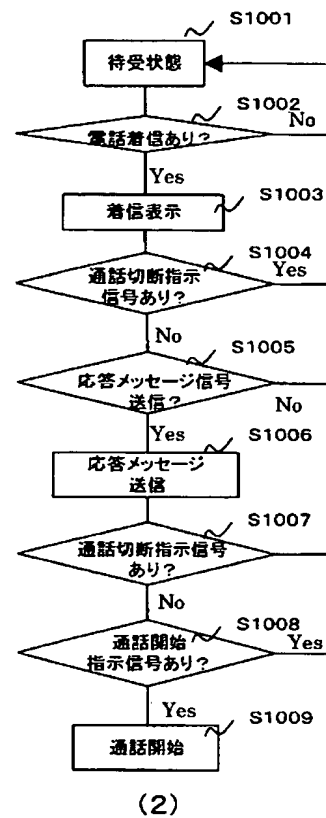 S1001
待受状態
S1002
電話着信あり?
No
Yes
S1003
着信表示
S1004
通話切断指示
信号あり?
Yes
No
S1005
応答メッセージ信号
送信?
No
Yes
S1006
応答メッセージ
送信
S1007
通話切断指示信号
あり?
No
S1008
通話開始
指示信号あり?
Yes
Yes
S1009
通話開始
(2)